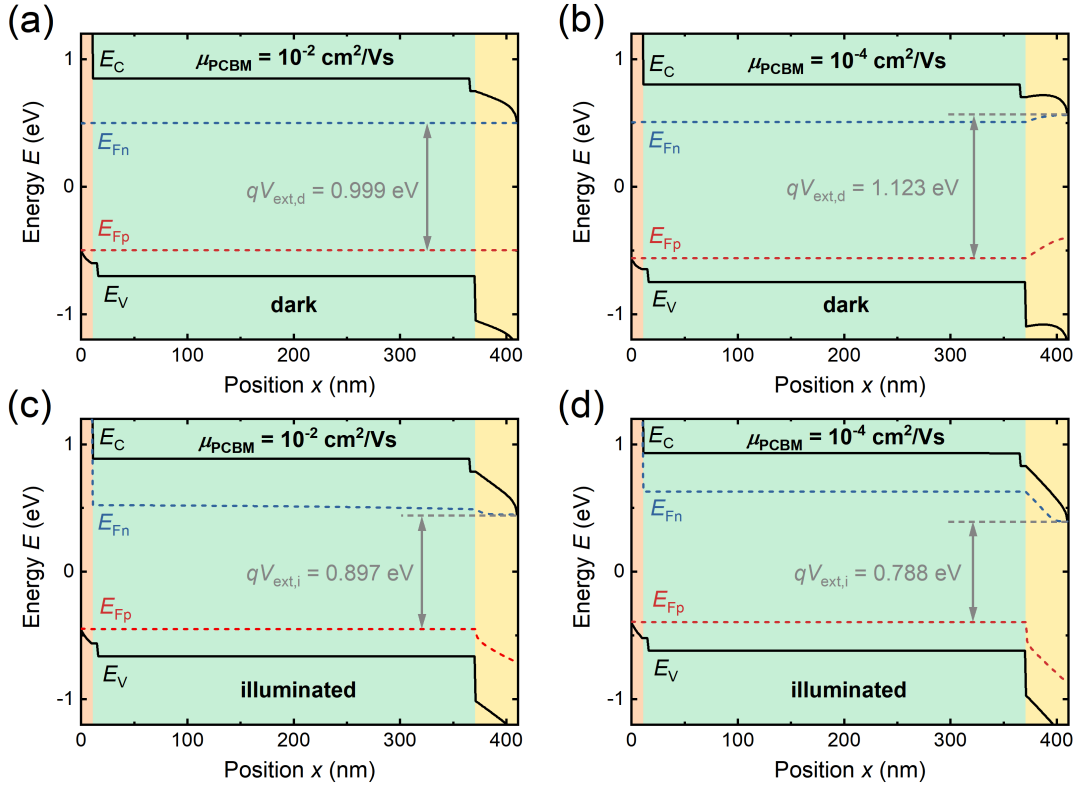 (a)
1
0
-1
Energy E (eV)
E_C
μ_PCBM = 10^-2 cm^2/Vs
E_Fn
qV_ext,d = 0.999 eV
E_Fp
E_V
dark
0
100
200
300
400
Position x (nm)
(b)
1
0
-1
Energy E (eV)
E_C
μ_PCBM = 10^-4 cm^2/Vs
E_Fn
qV_ext,d = 1.123 eV
E_Fp
E_V
dark
0
100
200
300
400
Position x (nm)
(c)
1
0
-1
Energy E (eV)
E_C
μ_PCBM = 10^-2 cm^2/Vs
E_Fn
qV_ext,i = 0.897 eV
E_Fp
E_V
illuminated
0
100
200
300
400
Position x (nm)
(d)
1
0
-1
Energy E (eV)
E_C
μ_PCBM = 10^-4 cm^2/Vs
E_Fn
qV_ext,i = 0.788 eV
E_Fp
E_V
illuminated
0
100
200
300
400
Position x (nm)